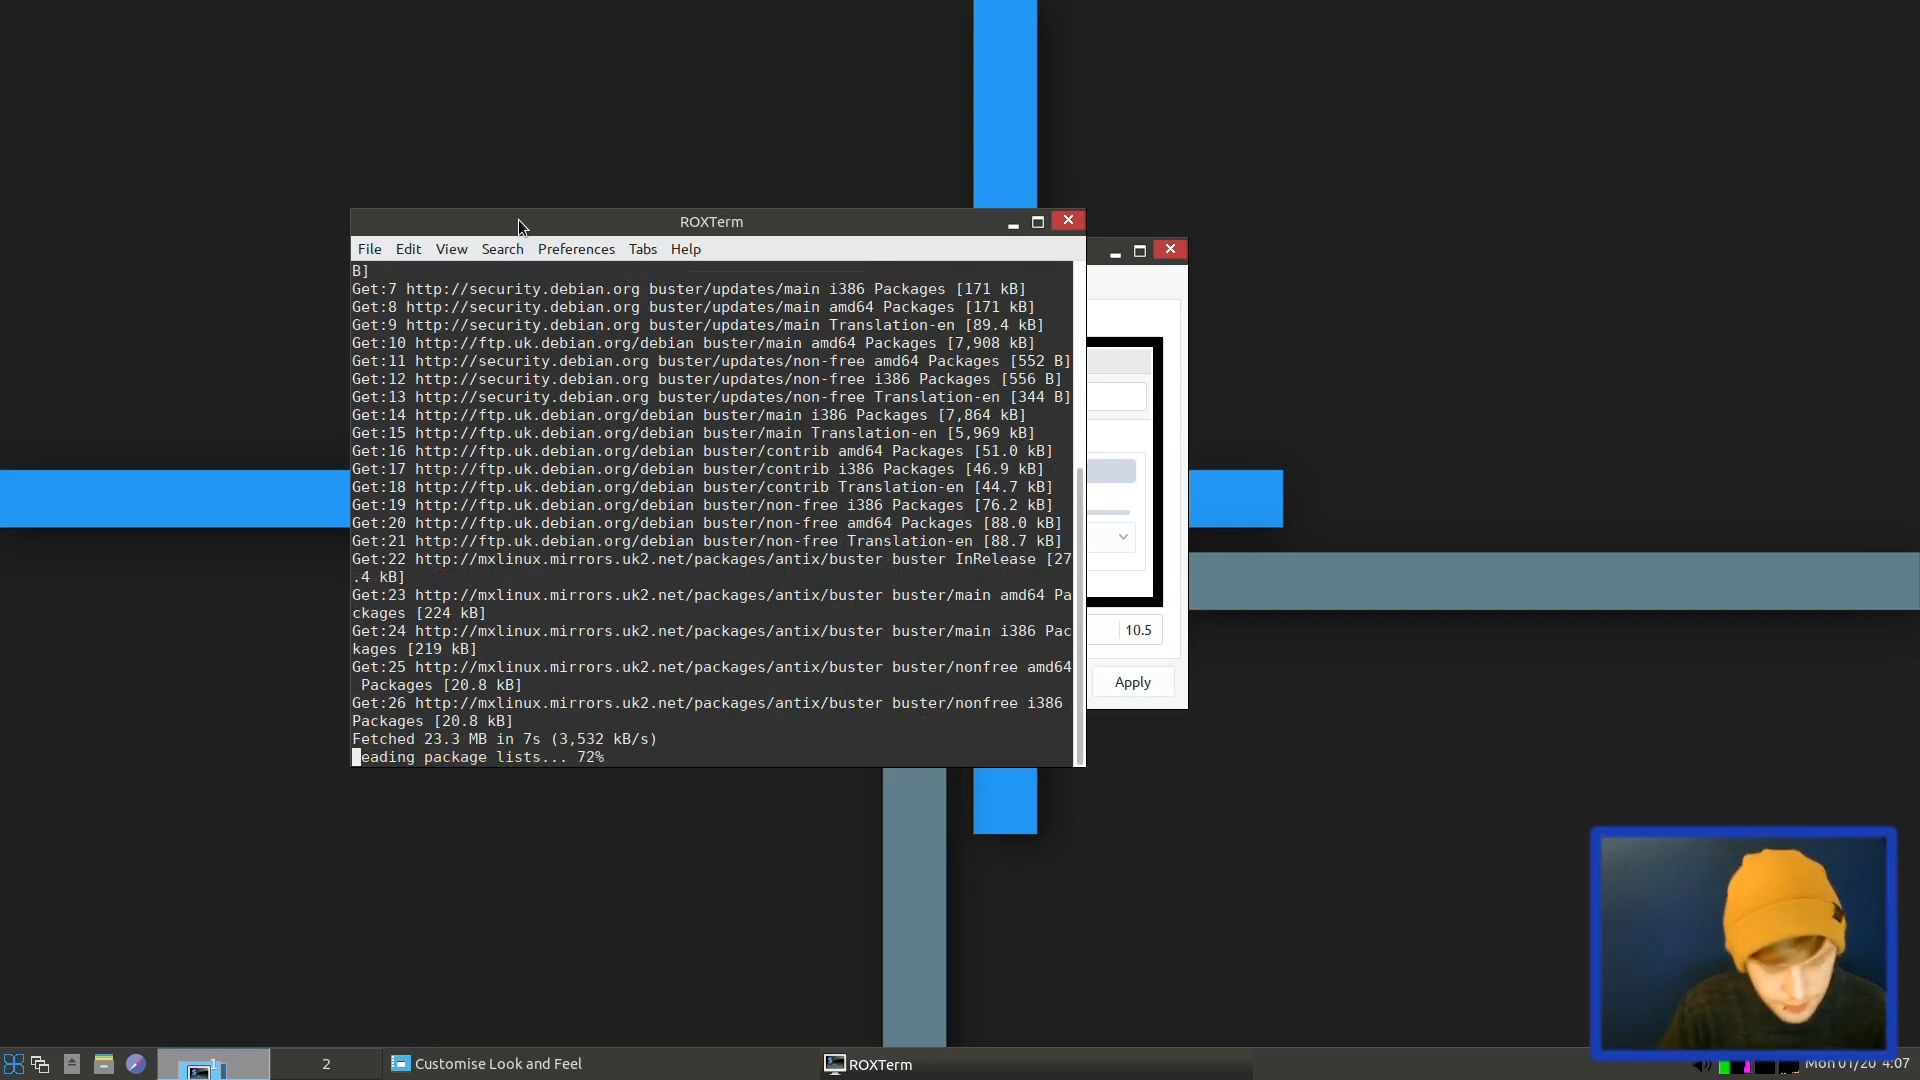 ROXTerm
File Edit View Search Preferences Tabs Help
B]
Get:7 http://security.debian.org buster/updates/main i386 Packages [171 kB]
Get:8 http://security.debian.org buster/updates/main amd64 Packages [171 kB]
Get:9 http://security.debian.org buster/updates/main Translation-en [89.4 kB]
Get:10 http://ftp.uk.debian.org/debian buster/main amd64 Packages [7,908 kB]
Get:11 http://security.debian.org buster/updates/non-free amd64 Packages [552 B]
Get:12 http://security.debian.org buster/updates/non-free i386 Packages [556 B]
Get:13 http://security.debian.org buster/updates/non-free Translation-en [344 B]
Get:14 http://ftp.uk.debian.org/debian buster/main i386 Packages [7,864 kB]
Get:15 http://ftp.uk.debian.org/debian buster/main Translation-en [5,969 kB]
Get:16 http://ftp.uk.debian.org/debian buster/contrib amd64 Packages [51.0 kB]
Get:17 http://ftp.uk.debian.org/debian buster/contrib i386 Packages [46.9 kB]
Get:18 http://ftp.uk.debian.org/debian buster/contrib Translation-en [44.7 kB]
Get:19 http://ftp.uk.debian.org/debian buster/non-free i386 Packages [76.2 kB]
Get:20 http://ftp.uk.debian.org/debian buster/non-free amd64 Packages [88.0 kB]
Get:21 http://ftp.uk.debian.org/debian buster/non-free Translation-en [88.7 kB]
Get:22 http://mxlinux.mirrors.uk2.net/packages/antix/buster buster InRelease [27
.4 kB]
Get:23 http://mxlinux.mirrors.uk2.net/packages/antix/buster buster/main amd64 Pa
ckages [224 kB]
Get:24 http://mxlinux.mirrors.uk2.net/packages/antix/buster buster/main i386 Pac
kages [219 kB]
Get:25 http://mxlinux.mirrors.uk2.net/packages/antix/buster buster/nonfree amd64
 Packages [20.8 kB]
Get:26 http://mxlinux.mirrors.uk2.net/packages/antix/buster buster/nonfree i386
Packages [20.8 kB]
Fetched 23.3 MB in 7s (3,532 kB/s)
eading package lists... 72%
10.5
Apply
1
2
Customise Look and Feel
ROXTerm
Mon 01/20 4:07